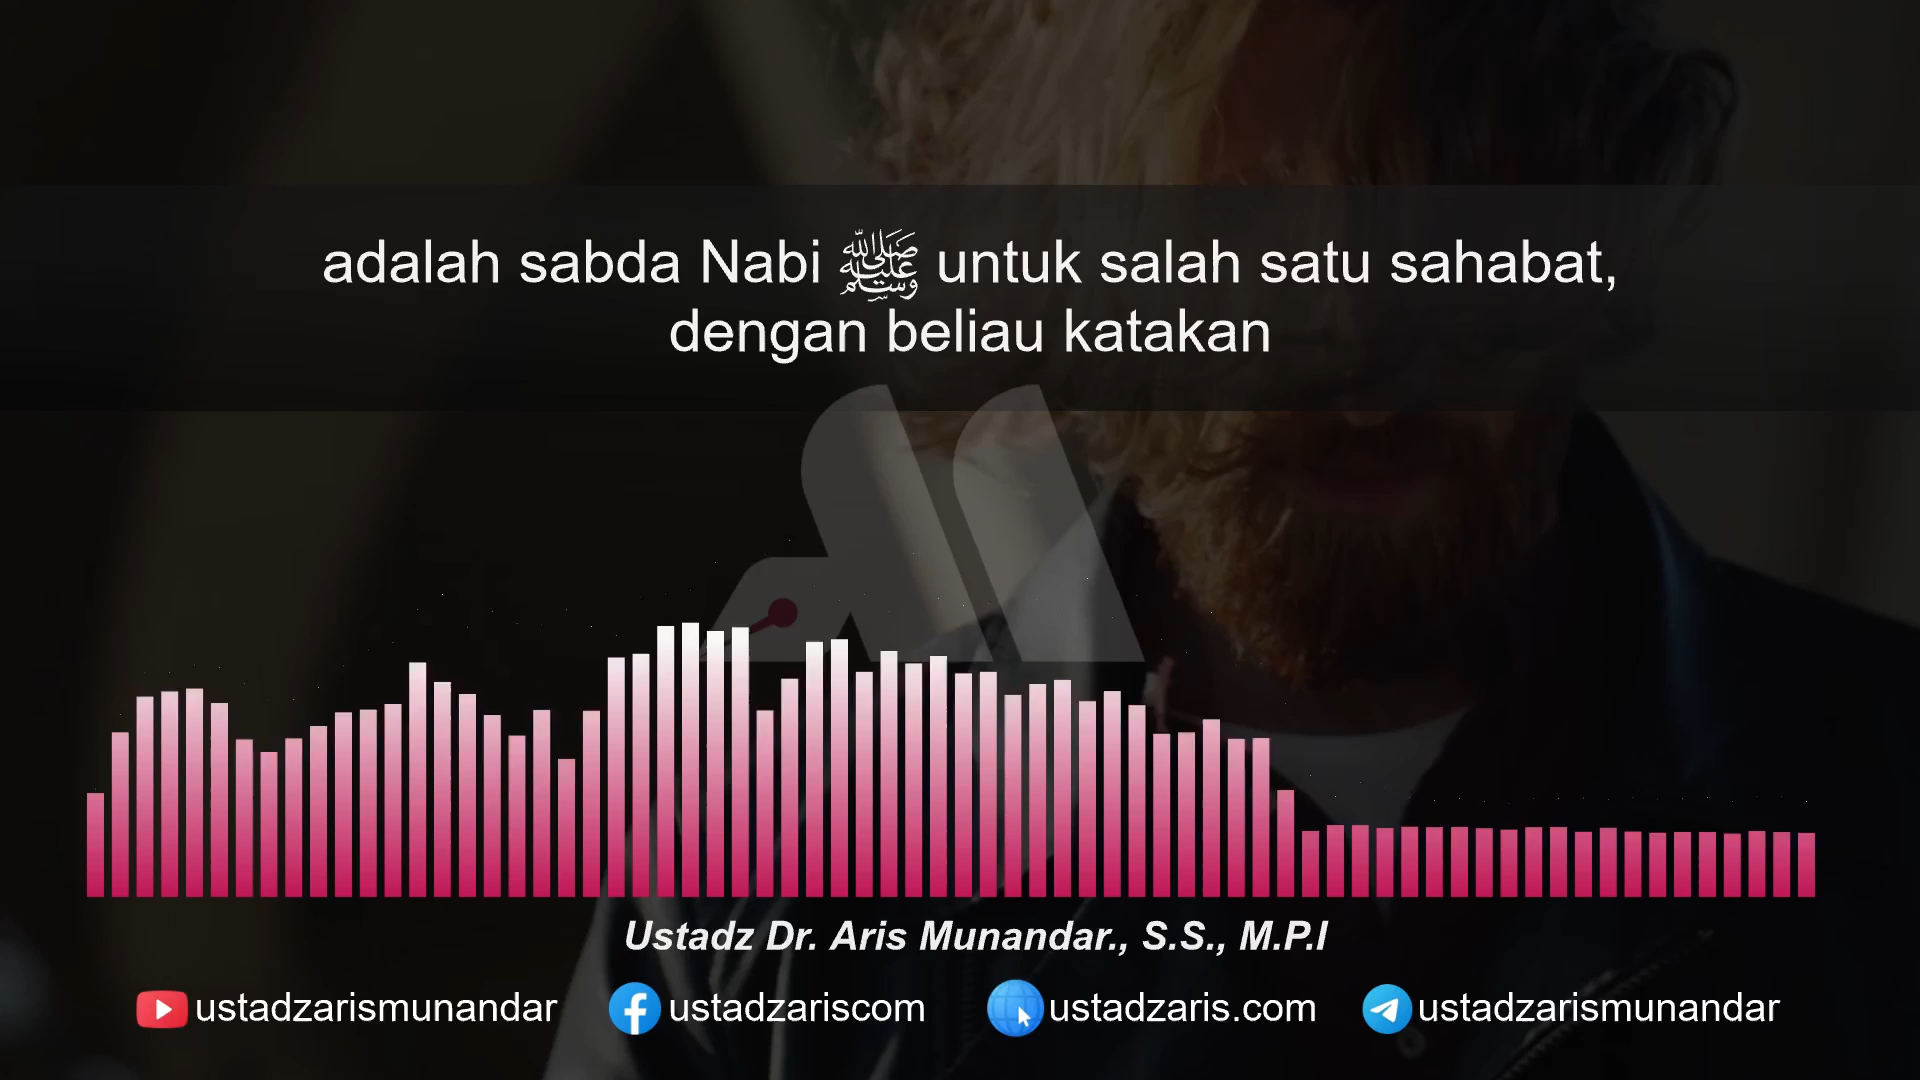 adalah sabda Nabi ﷺ untuk salah satu sahabat,
dengan beliau katakan
Ustadz Dr. Aris Munandar., S.S., M.P.I
ustadzarismunandar ustadzariscom ustadzaris.com ustadzarismunandar